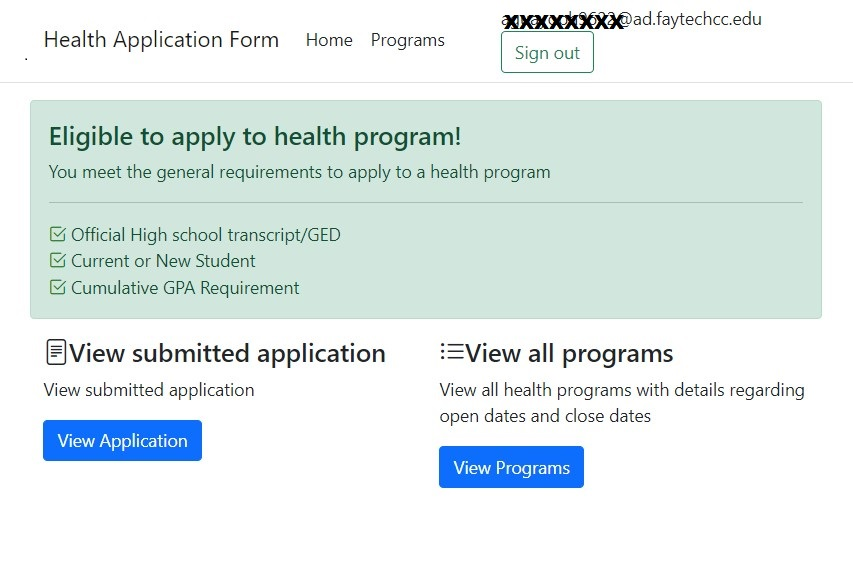 Health Application Form
Home
Programs
@ad.faytechcc.edu
Sign out
Eligible to apply to health program!
You meet the general requirements to apply to a health program
Official High school transcript/GED
Current or New Student
Cumulative GPA Requirement
View submitted application
View submitted application
View Application
View all programs
View all health programs with details regarding
open dates and close dates
View Programs